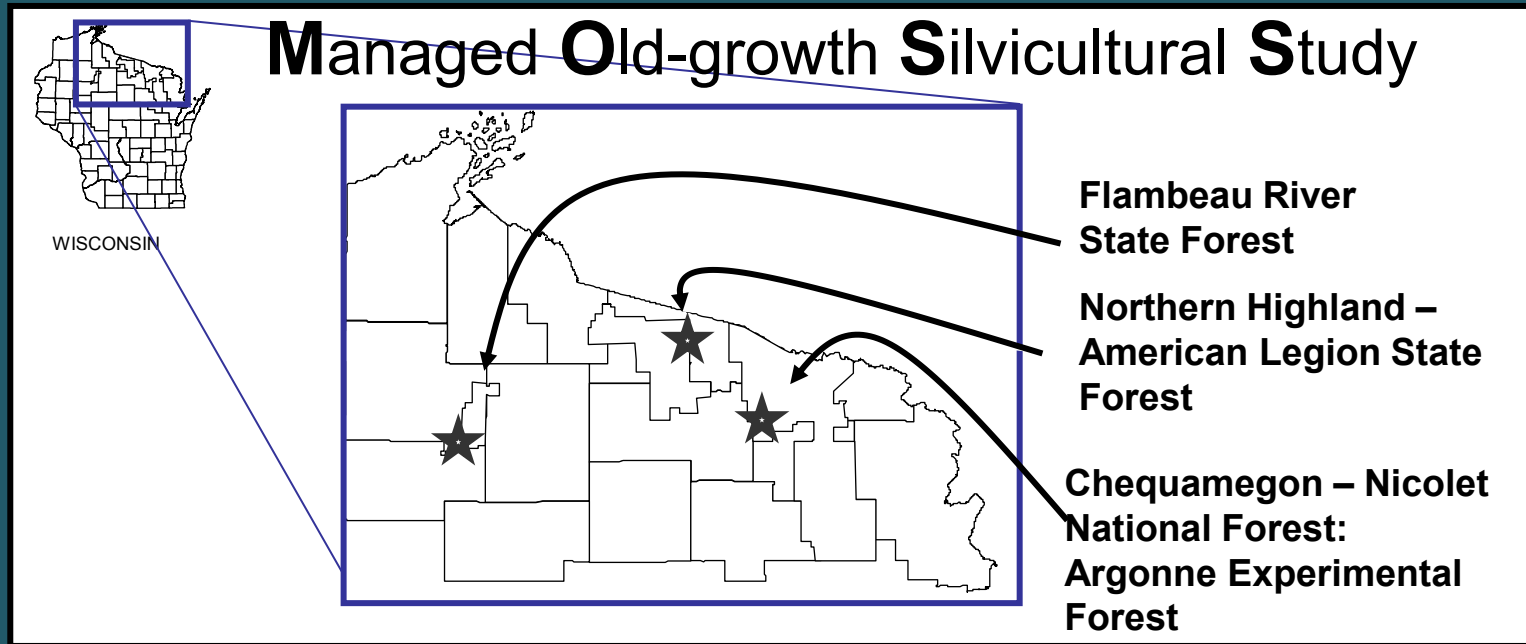 Managed Old-growth Silvicultural Study
WISCONSIN
Flambeau River
State Forest
Northern Highland –
American Legion State
Forest
Chequamegon – Nicolet
National Forest:
Argonne Experimental
Forest